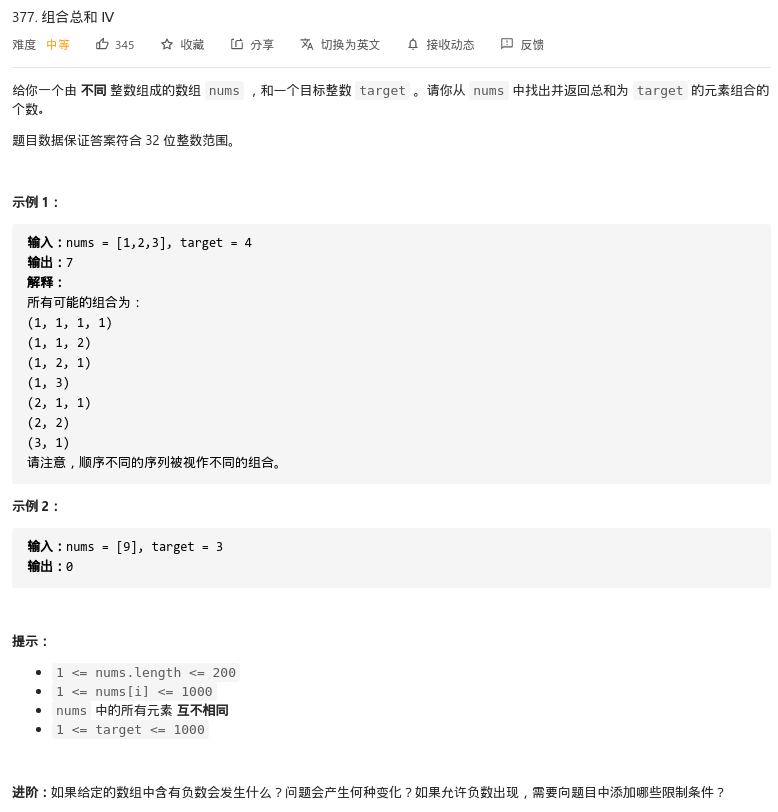 377. 组合总和 Ⅳ
难度 中等 345 收藏 分享 切换为英文 接收动态 反馈
给你一个由 不同 整数组成的数组 nums ，和一个目标整数 target 。请你从 nums 中找出并返回总和为 target 的元素组合的
个数。
题目数据保证答案符合 32 位整数范围。
示例 1：
输入：nums = [1,2,3], target = 4
输出：7
解释：
所有可能的组合为：
(1, 1, 1, 1)
(1, 1, 2)
(1, 2, 1)
(1, 3)
(2, 1, 1)
(2, 2)
(3, 1)
请注意，顺序不同的序列被视作不同的组合。
示例 2：
输入：nums = [9], target = 3
输出：0
提示：
1 <= nums.length <= 200
1 <= nums[i] <= 1000
nums 中的所有元素 互不相同
1 <= target <= 1000
进阶：如果给定的数组中含有负数会发生什么？问题会产生何种变化？如果允许负数出现，需要向题目中添加哪些限制条件？